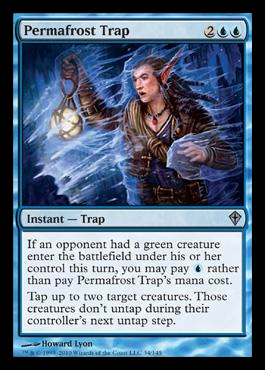 Permafrost Trap 2
Instant — Trap
If an opponent had a green creature
enter the battlefield under his or her
control this turn, you may pay rather
than pay Permafrost Trap's mana cost.
Tap up to two target creatures. Those
creatures don't untap during their
controller's next untap step.
Howard Lyon
™ & © 1993–2010 Wizards of the Coast LLC 34/145